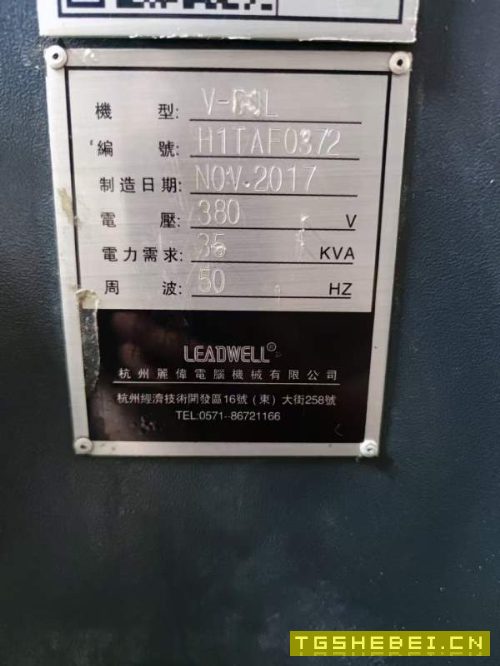 機 型:
編 號: H1TAF0372
制造日期: NOV.2017
電 壓: 380 V
電力需求: 35 KVA
周 波: 50 HZ
LEADWELL®
杭州麗偉電腦機械有限公司
杭州經濟技術開發區16號(東)大街258號
TEL:0571--86721166
TGSHEBEI.CN